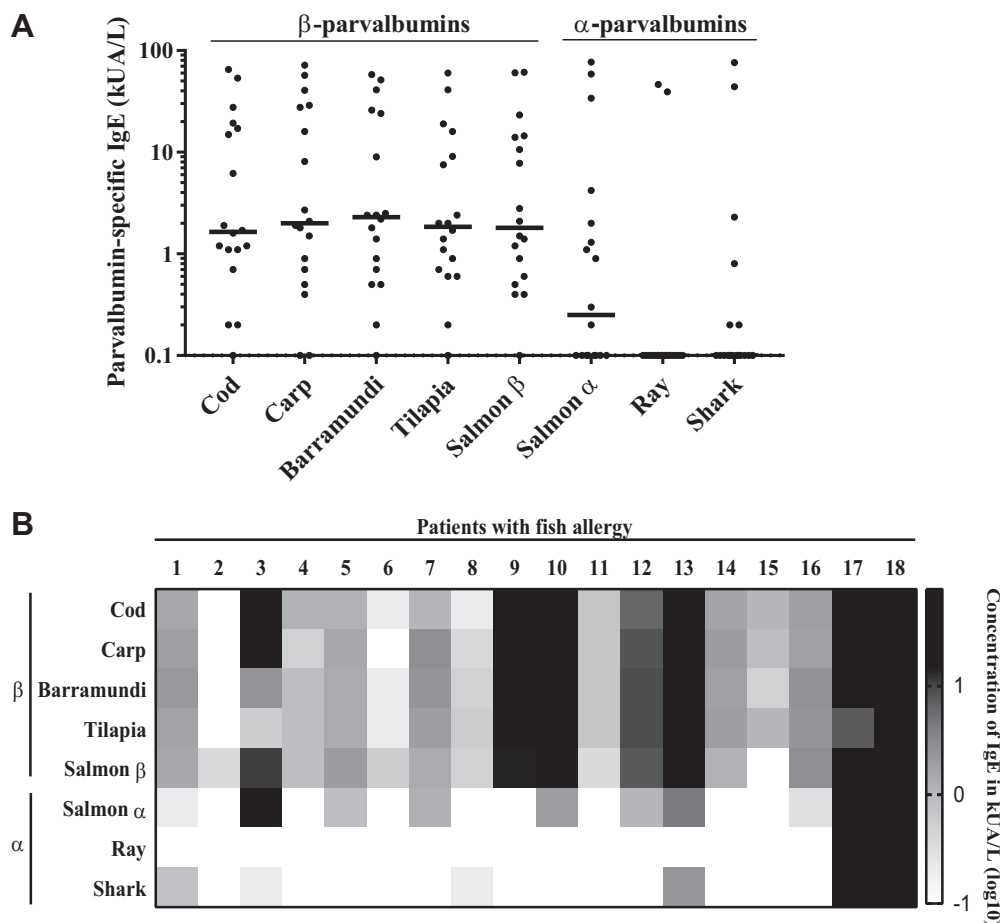 A
β-parvalbumins
α-parvalbumins
Parvalbumin-specific IgE (kUA/L)
100
10
1
0.1
Cod
Carp
Barramundi
Tilapia
Salmon β
Salmon α
Ray
Shark
B
Patients with fish allergy
1 2 3 4 5 6 7 8 9 10 11 12 13 14 15 16 17 18
β
Cod
Carp
Barramundi
Tilapia
Salmon β
α
Salmon α
Ray
Shark
1
0
-1
Concentration of IgE in kUA/L (log10)